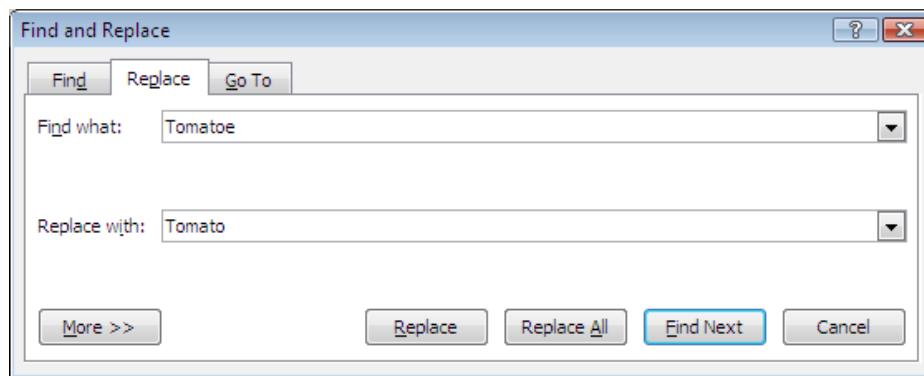 Find and Replace
Find Replace Go To
Find what: Tomatoe
Replace with: Tomato
More >> Replace Replace All Find Next Cancel